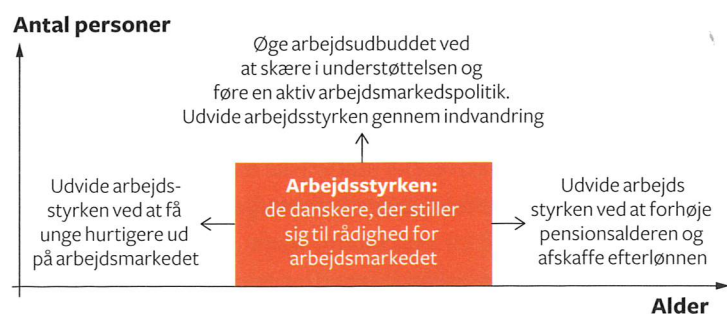 Antal personer
Øge arbejdsudbuddet ved
at skære i understøttelsen og
føre en aktiv arbejdsmarkedspolitik.
Udvide arbejdsstyrken gennem indvandring
Udvide arbejds-
styrken ved at få
unge hurtigere ud
på arbejdsmarkedet
Arbejdsstyrken:
de danskere, der stiller
sig til rådighed for
arbejdsmarkedet
Udvide arbejds
styrken ved at forhøje
pensionsalderen og
afskaffe efterlønnen
Alder